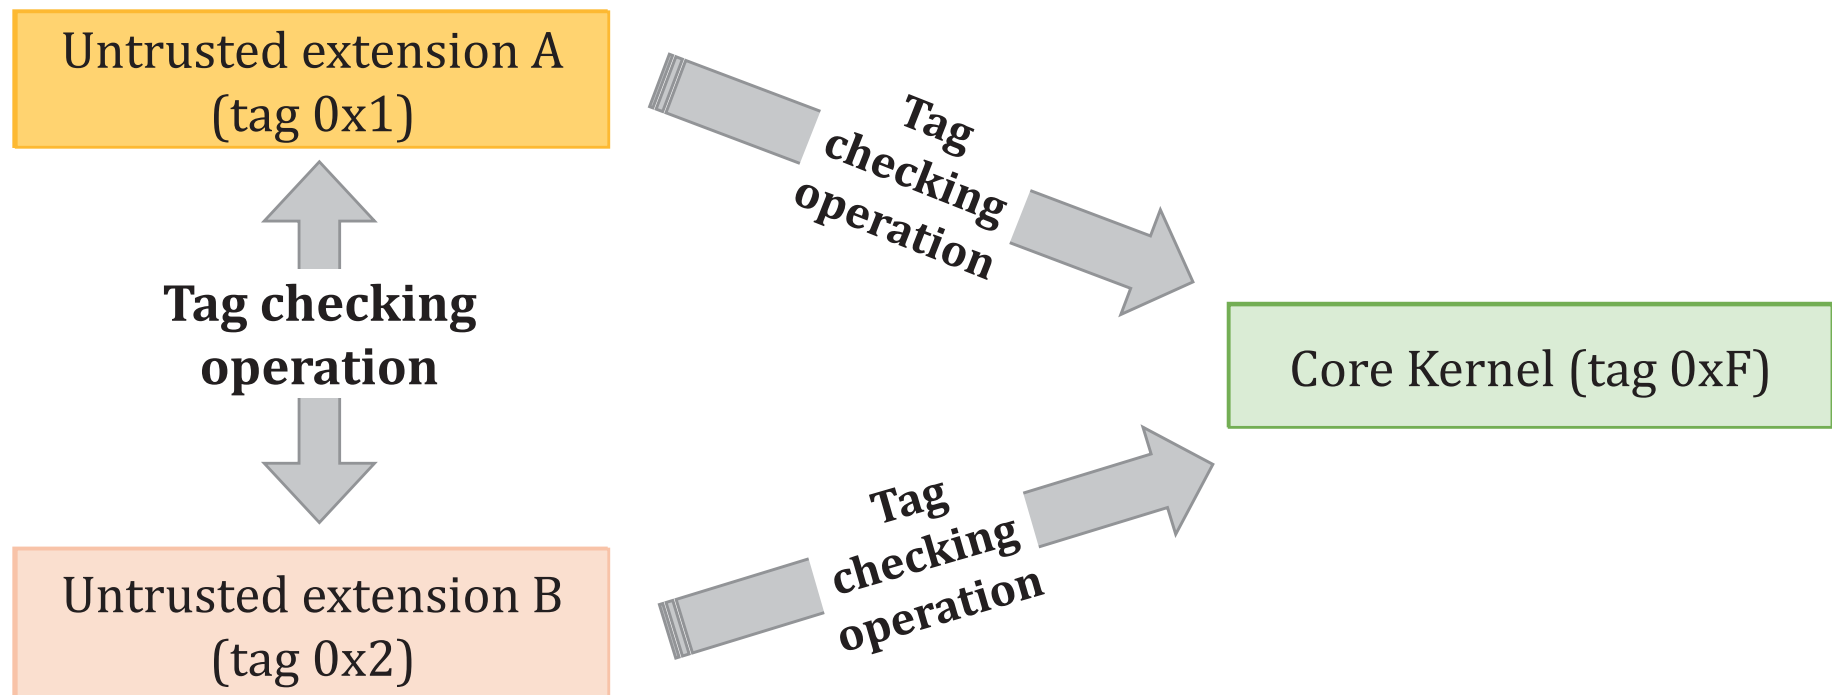 Untrusted extension A
(tag 0x1)
Tag
checking
operation
Tag checking
operation
Core Kernel (tag 0xF)
Tag
checking
operation
Untrusted extension B
(tag 0x2)